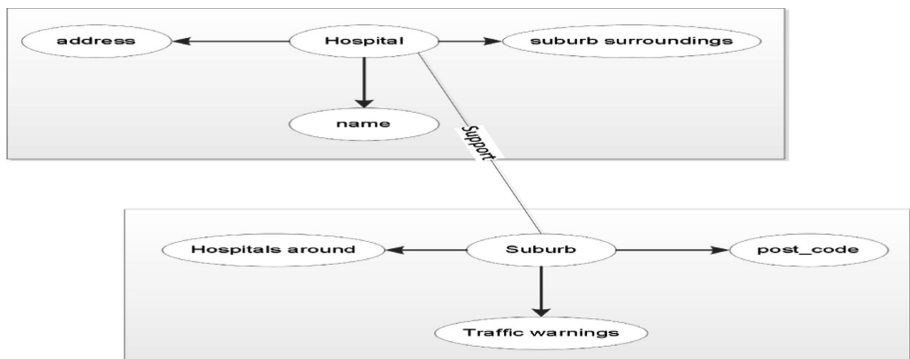 address
Hospital
suburb surroundings
name
Support
Hospitals around
Suburb
post_code
Traffic warnings